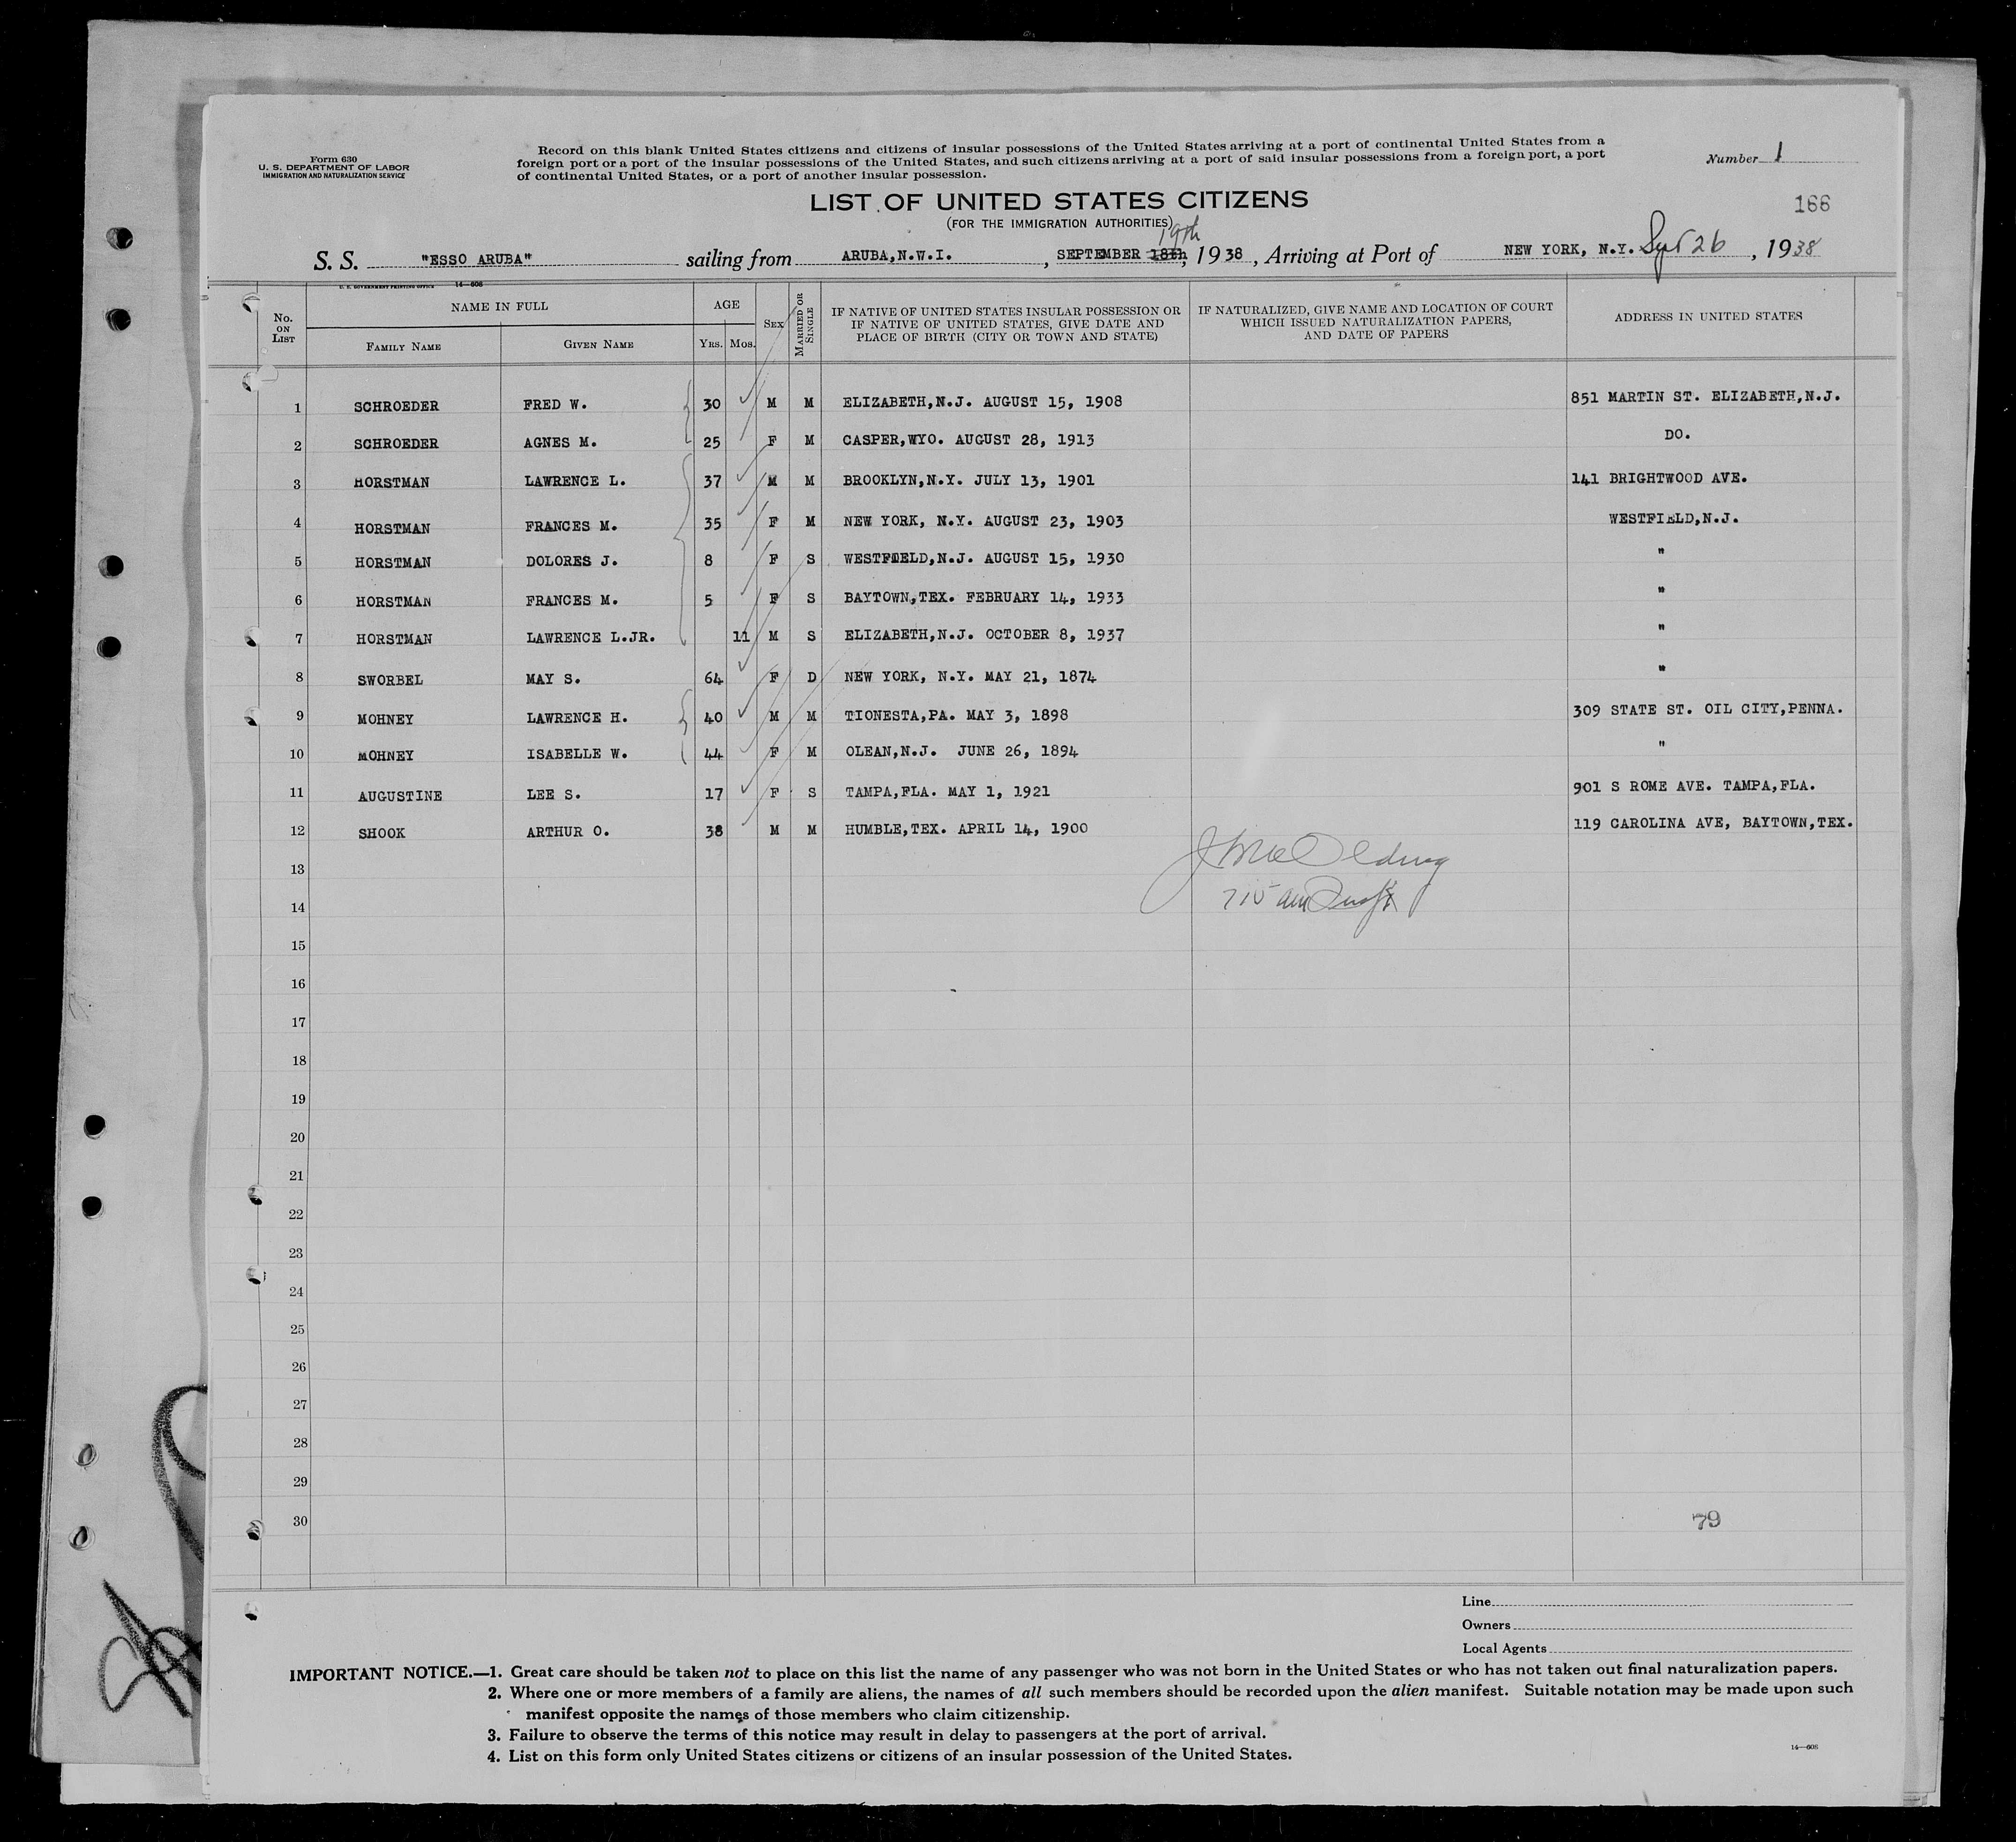 Form 630
U. S. DEPARTMENT OF LABOR
IMMIGRATION AND NATURALIZATION SERVICE
Record on this blank United States citizens and citizens of insular possessions of the United States arriving at a port of continental United States from a
foreign port or a port of the insular possessions of the United States, and such citizens arriving at a port of said insular possessions from a foreign port, a port
of continental United States, or a port of another insular possession.
Number 1
166
LIST OF UNITED STATES CITIZENS
(FOR THE IMMIGRATION AUTHORITIES)
19th
S. S. "ESSO ARUBA" sailing from ARUBA,N.W.I. , SEPTEMBER 18th, 1938 , Arriving at Port of NEW YORK, N.Y. Sept 26 , 1938
U. S. GOVERNMENT PRINTING OFFICE 14—608
No. ON LIST
NAME IN FULL
FAMILY NAME GIVEN NAME
AGE
YRS. MOS.
SEX
MARRIED OR SINGLE
IF NATIVE OF UNITED STATES INSULAR POSSESSION OR
IF NATIVE OF UNITED STATES, GIVE DATE AND
PLACE OF BIRTH (CITY OR TOWN AND STATE)
IF NATURALIZED, GIVE NAME AND LOCATION OF COURT
WHICH ISSUED NATURALIZATION PAPERS,
AND DATE OF PAPERS
ADDRESS IN UNITED STATES
1 SCHROEDER FRED W. 30 M M ELIZABETH,N.J. AUGUST 15, 1908 851 MARTIN ST. ELIZABETH,N.J.
2 SCHROEDER AGNES M. 25 F M CASPER,WYO. AUGUST 28, 1913 DO.
3 HORSTMAN LAWRENCE L. 37 M M BROOKLYN,N.Y. JULY 13, 1901 141 BRIGHTWOOD AVE.
4 HORSTMAN FRANCES M. 35 F M NEW YORK, N.Y. AUGUST 23, 1903 WESTFIELD,N.J.
5 HORSTMAN DOLORES J. 8 F S WESTFIELD,N.J. AUGUST 15, 1930 "
6 HORSTMAN FRANCES M. 5 F S BAYTOWN,TEX. FEBRUARY 14, 1933 "
7 HORSTMAN LAWRENCE L.JR. 11 M S ELIZABETH,N.J. OCTOBER 8, 1937 "
8 SWORBEL MAY S. 64 F D NEW YORK, N.Y. MAY 21, 1874 "
9 MOHNEY LAWRENCE H. 40 M M TIONESTA,PA. MAY 3, 1898 309 STATE ST. OIL CITY,PENNA.
10 MOHNEY ISABELLE W. 44 F M OLEAN,N.J. JUNE 26, 1894 "
11 AUGUSTINE LEE S. 17 F S TAMPA,FLA. MAY 1, 1921 901 S ROME AVE. TAMPA,FLA.
12 SHOOK ARTHUR O. 38 M M HUMBLE,TEX. APRIL 14, 1900 119 CAROLINA AVE, BAYTOWN,TEX.
13
14
15
16
17
18
19
20
21
22
23
24
25
26
27
28
29
30
79
Line
Owners
Local Agents
IMPORTANT NOTICE.—1. Great care should be taken not to place on this list the name of any passenger who was not born in the United States or who has not taken out final naturalization papers.
2. Where one or more members of a family are aliens, the names of all such members should be recorded upon the alien manifest. Suitable notation may be made upon such
manifest opposite the names of those members who claim citizenship.
3. Failure to observe the terms of this notice may result in delay to passengers at the port of arrival.
4. List on this form only United States citizens or citizens of an insular possession of the United States.
14—608